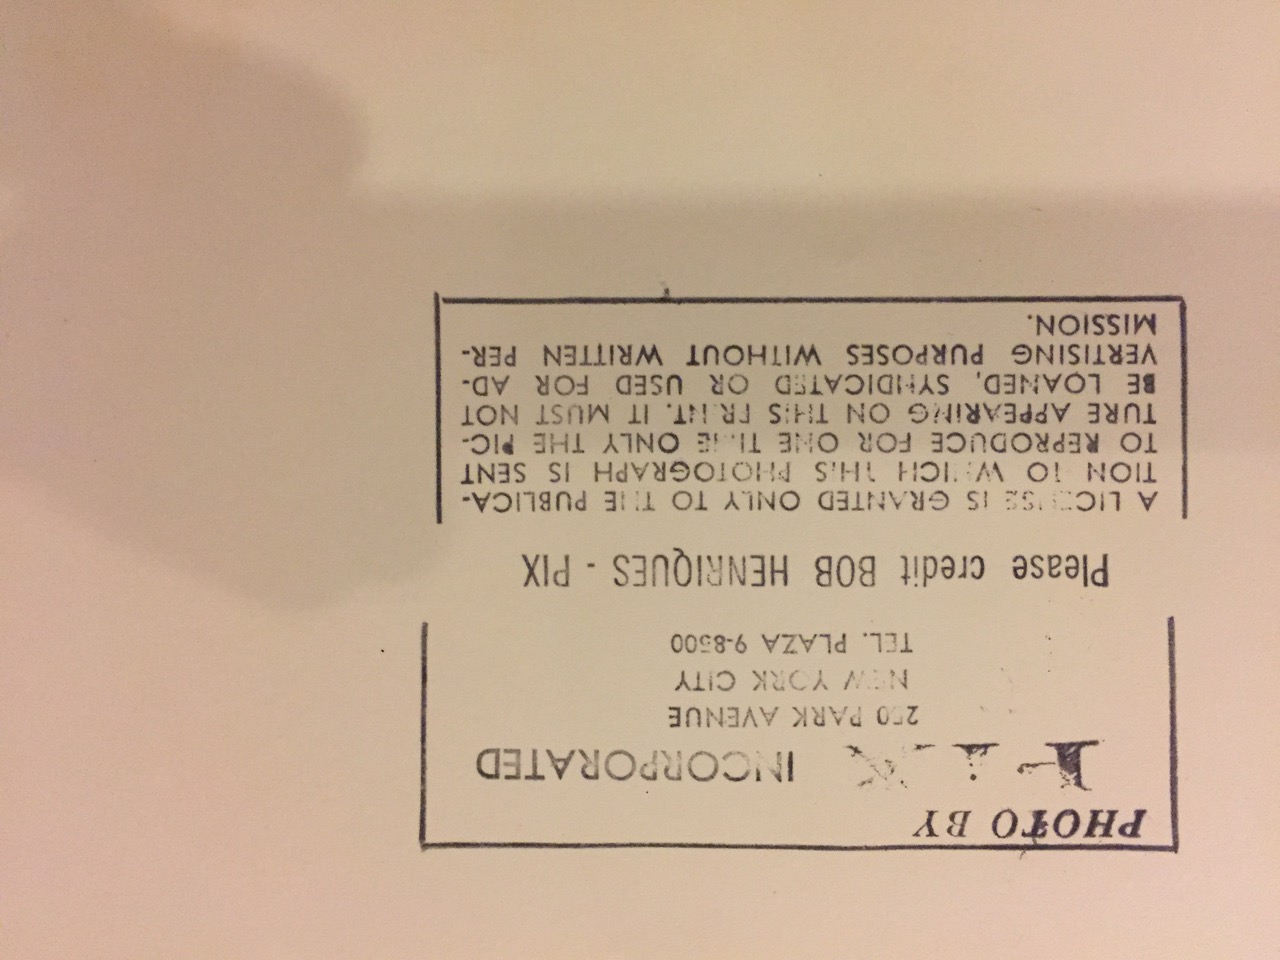 PHOTO BY
PIX INCORPORATED
250 PARK AVENUE
NEW YORK CITY
TEL. PLAZA 9-8500
Please credit BOB HENRIQUES - PIX
A LICENSE IS GRANTED ONLY TO THE PUBLICA-
TION TO WHICH THIS PHOTOGRAPH IS SENT
TO REPRODUCE FOR ONE TIME ONLY THE PIC-
TURE APPEARING ON THIS PRINT. IT MUST NOT
BE LOANED, SYNDICATED OR USED FOR AD-
VERTISING PURPOSES WITHOUT WRITTEN PER-
MISSION.